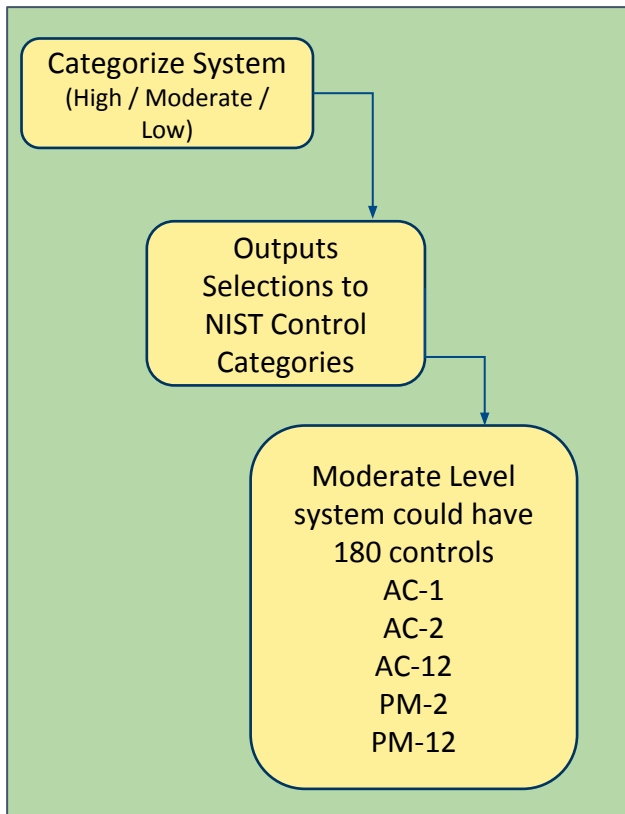 Categorize System
(High / Moderate /
Low)
Outputs
Selections to
NIST Control
Categories
Moderate Level
system could have
180 controls
AC-1
AC-2
AC-12
PM-2
PM-12